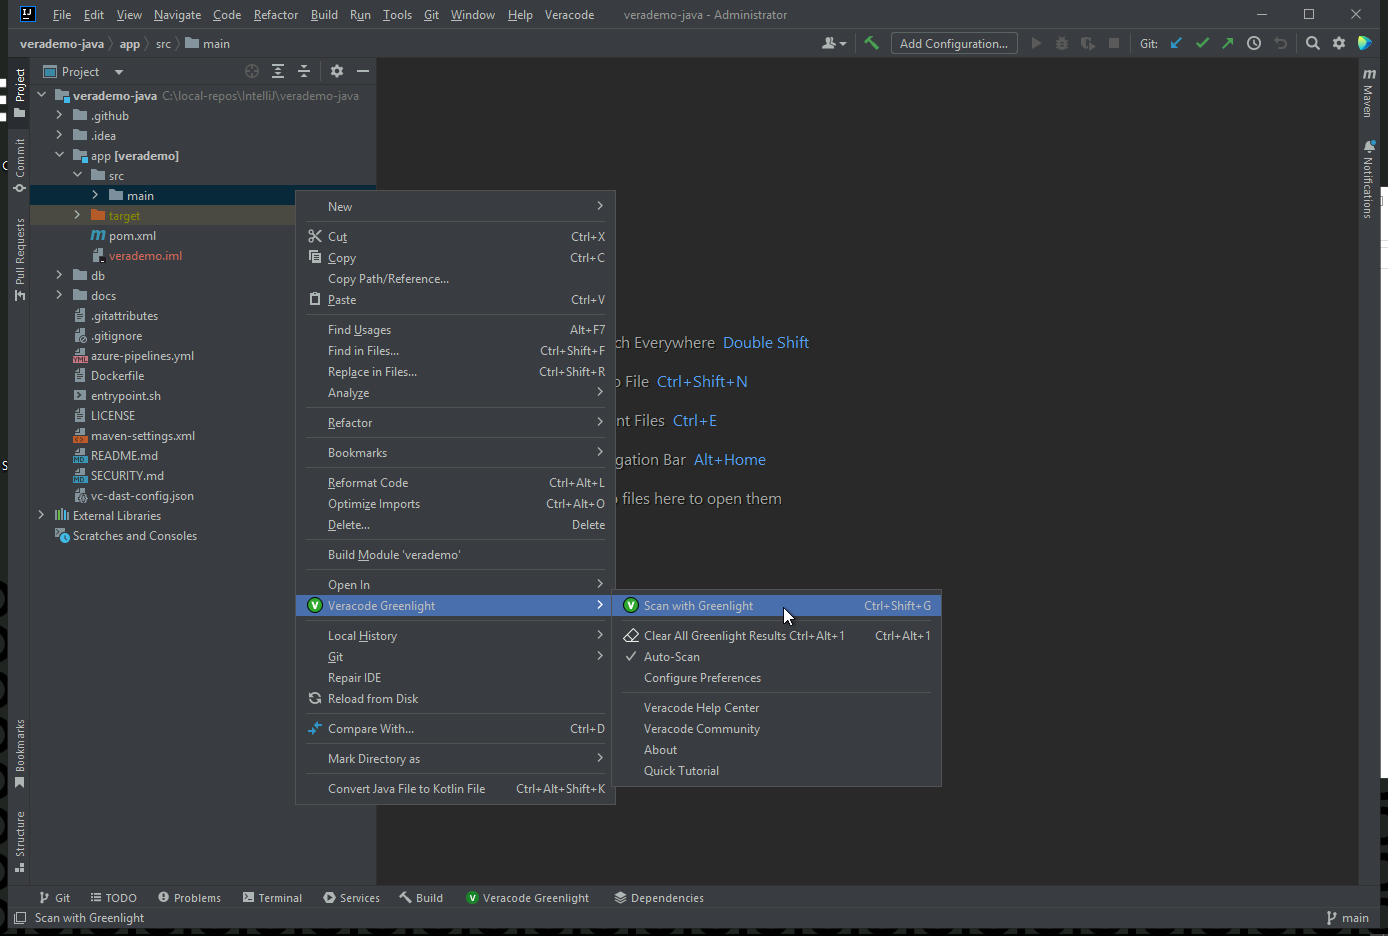 IJ File Edit View Navigate Code Refactor Build Run Tools Git Window Help Veracode verademo-java - Administrator
verademo-java app src main Add Configuration... Git:
Project
verademo-java C:\local-repos\IntelliJ\verademo-java
.github
.idea
app [verademo]
src
main
target
pom.xml
verademo.iml
db
docs
.gitattributes
.gitignore
azure-pipelines.yml
Dockerfile
entrypoint.sh
LICENSE
maven-settings.xml
README.md
SECURITY.md
vc-dast-config.json
External Libraries
Scratches and Consoles
Project
Commit
Pull Requests
Bookmarks
Structure
New
Cut Ctrl+X
Copy Ctrl+C
Copy Path/Reference...
Paste Ctrl+V
Find Usages Alt+F7
Find in Files... Ctrl+Shift+F
Replace in Files... Ctrl+Shift+R
Analyze
Refactor
Bookmarks
Reformat Code Ctrl+Alt+L
Optimize Imports Ctrl+Alt+O
Delete... Delete
Build Module 'verademo'
Open In
Veracode Greenlight
Local History
Git
Repair IDE
Reload from Disk
Compare With... Ctrl+D
Mark Directory as
Convert Java File to Kotlin File Ctrl+Alt+Shift+K
ch Everywhere Double Shift
o File Ctrl+Shift+N
nt Files Ctrl+E
gation Bar Alt+Home
files here to open them
Scan with Greenlight Ctrl+Shift+G
Clear All Greenlight Results Ctrl+Alt+1 Ctrl+Alt+1
Auto-Scan
Configure Preferences
Veracode Help Center
Veracode Community
About
Quick Tutorial
m Maven
Notifications
Git TODO Problems Terminal Services Build Veracode Greenlight Dependencies
Scan with Greenlight main